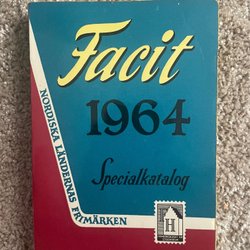 Facit
1964
Specialkatalog
NORDISKA LÄNDERNAS FRIMÄRKEN
H